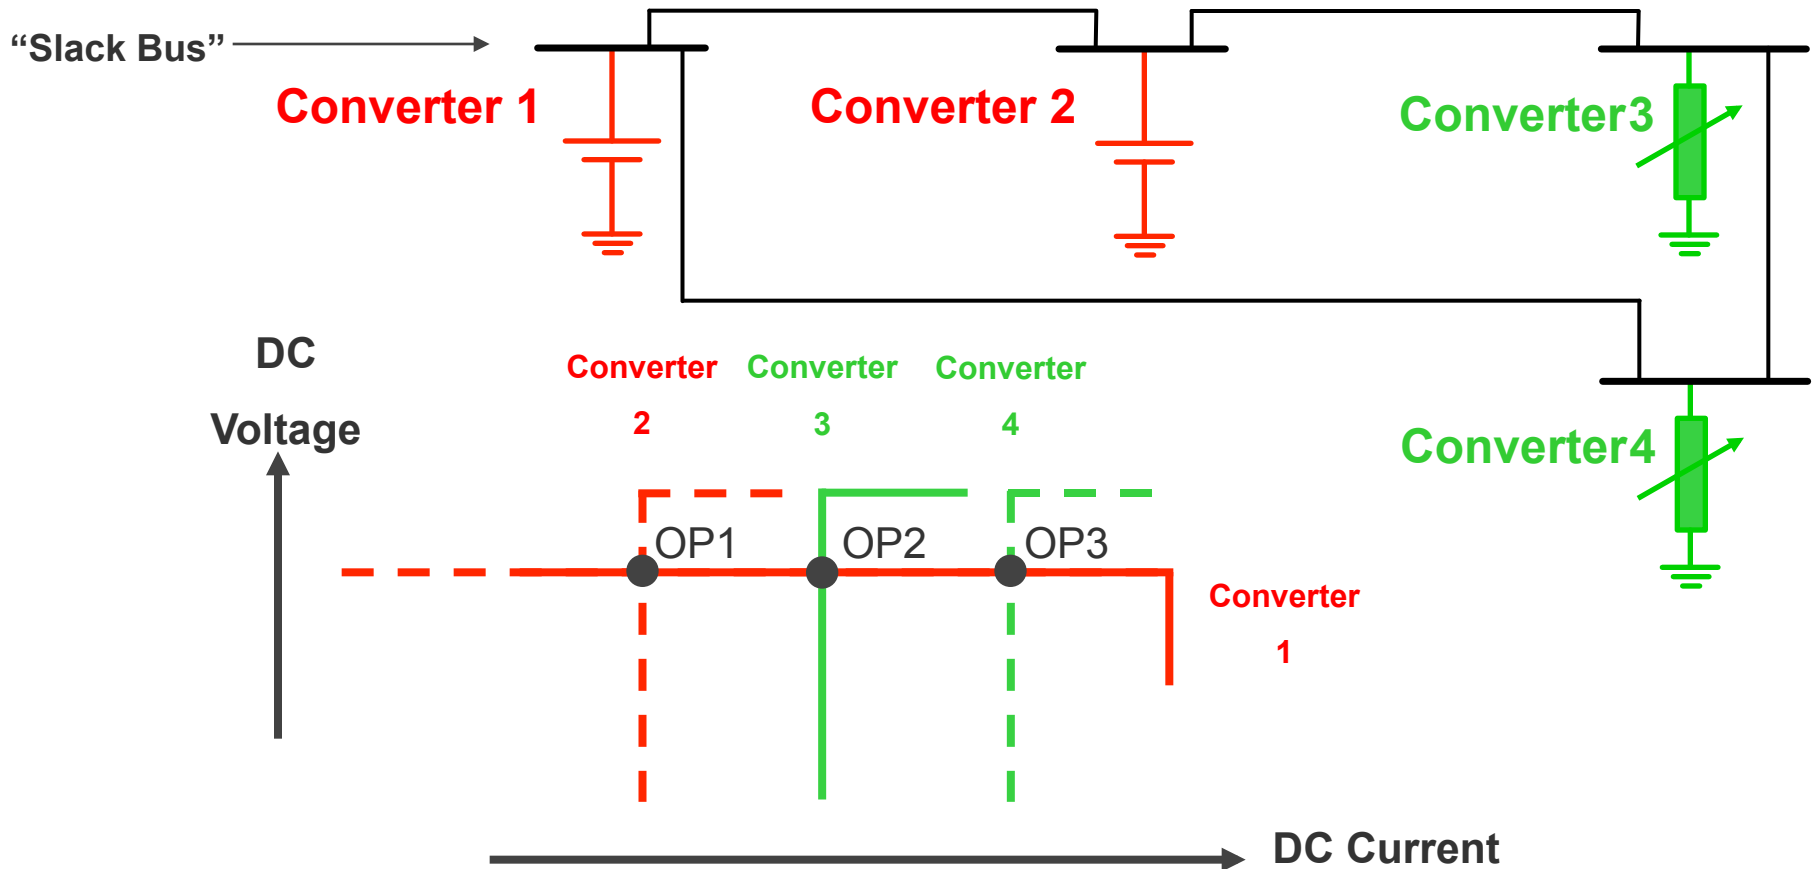 “Slack Bus”
Converter 1
Converter 2
Converter3
DC
Voltage
Converter
2
Converter
3
Converter
4
Converter4
OP1
OP2
OP3
Converter
1
DC Current